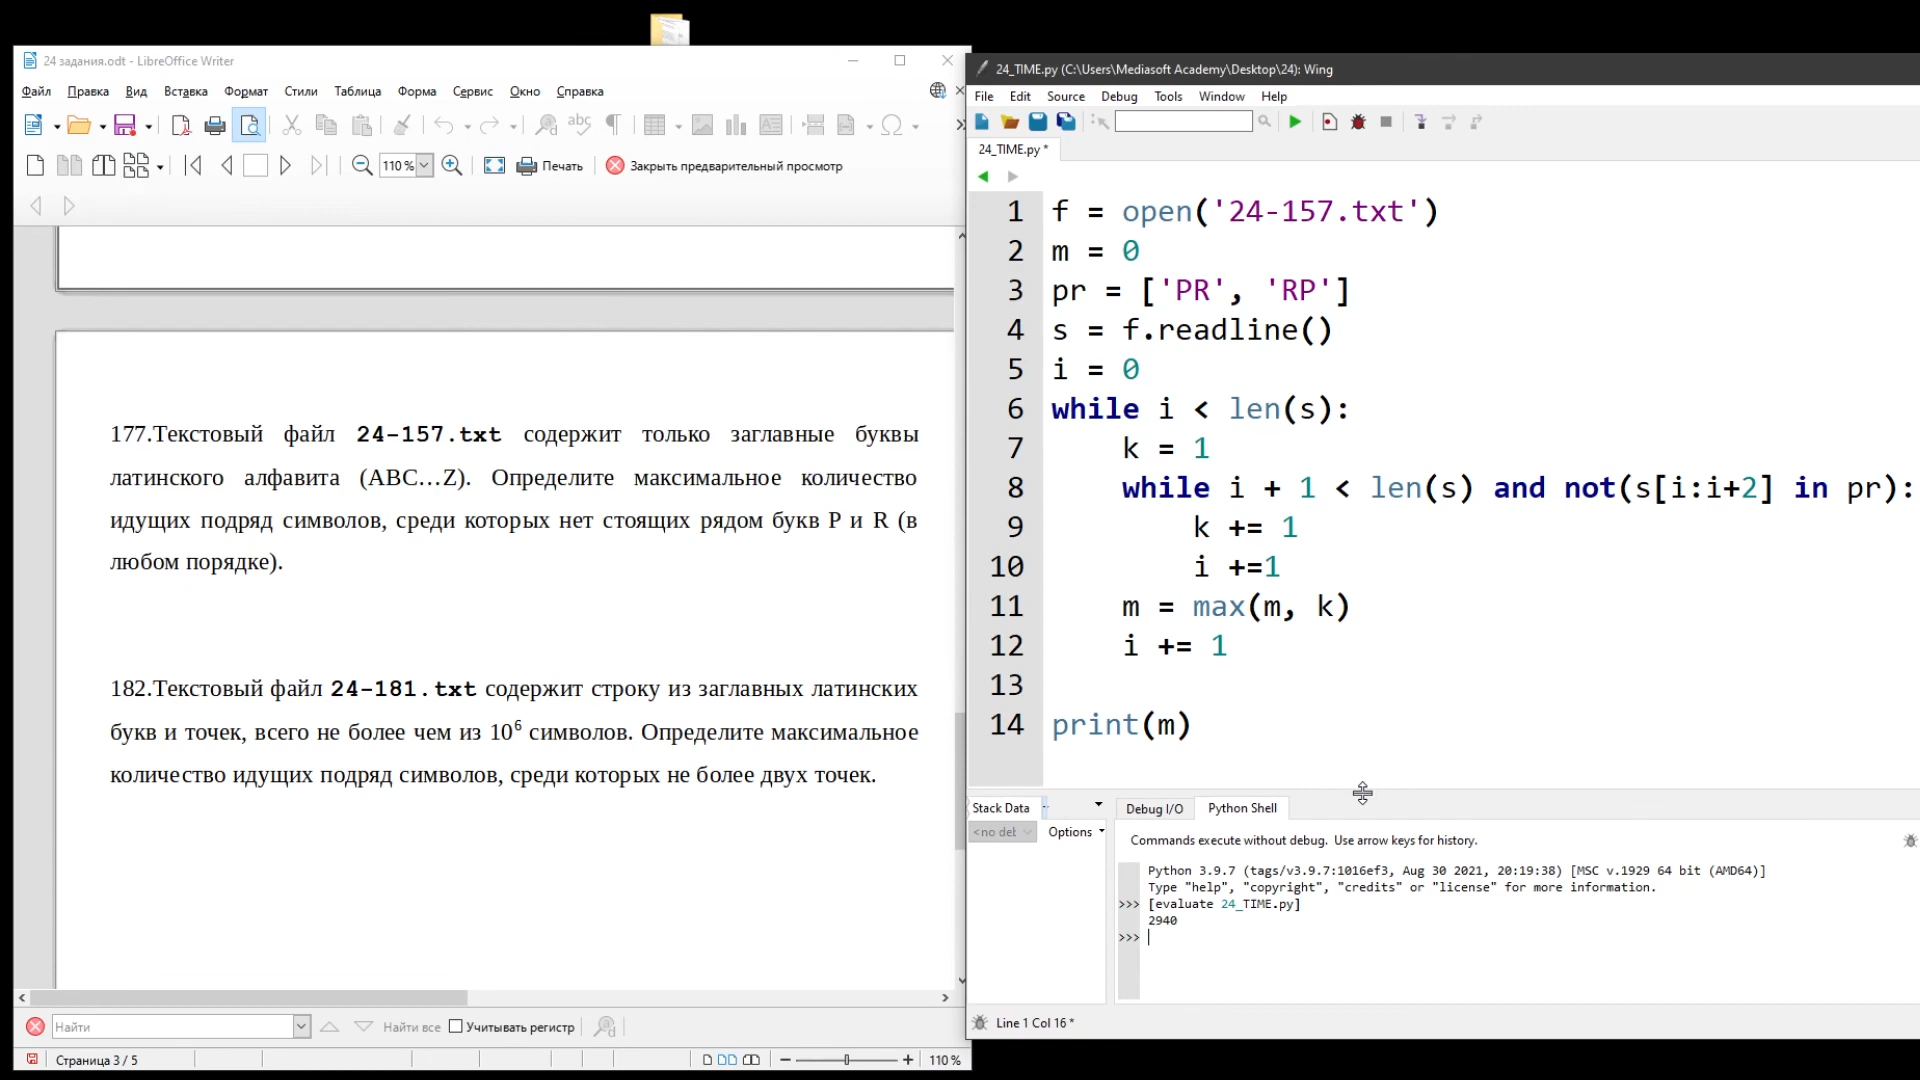 24 задания.odt - LibreOffice Writer
Файл Правка Вид Вставка Формат Стили Таблица Форма Сервис Окно Справка
110 %
Печать
Закрыть предварительный просмотр
177.Текстовый файл 24-157.txt содержит только заглавные буквы
латинского алфавита (ABC…Z). Определите максимальное количество
идущих подряд символов, среди которых нет стоящих рядом букв P и R (в
любом порядке).
182.Текстовый файл 24-181.txt содержит строку из заглавных латинских
букв и точек, всего не более чем из 10⁶ символов. Определите максимальное
количество идущих подряд символов, среди которых не более двух точек.
Найти
Найти все
Учитывать регистр
Страница 3 / 5
110 %
24_TIME.py (C:\Users\Mediasoft Academy\Desktop\24): Wing
File Edit Source Debug Tools Window Help
24_TIME.py *
1 f = open('24-157.txt')
2 m = 0
3 pr = ['PR', 'RP']
4 s = f.readline()
5 i = 0
6 while i < len(s):
7 k = 1
8 while i + 1 < len(s) and not(s[i:i+2] in pr):
9 k += 1
10 i +=1
11 m = max(m, k)
12 i += 1
13
14 print(m)
Stack Data
<no del
Options
Debug I/O
Python Shell
Commands execute without debug. Use arrow keys for history.
Python 3.9.7 (tags/v3.9.7:1016ef3, Aug 30 2021, 20:19:38) [MSC v.1929 64 bit (AMD64)]
Type "help", "copyright", "credits" or "license" for more information.
>>> [evaluate 24_TIME.py]
2940
>>>
Line 1 Col 16 *